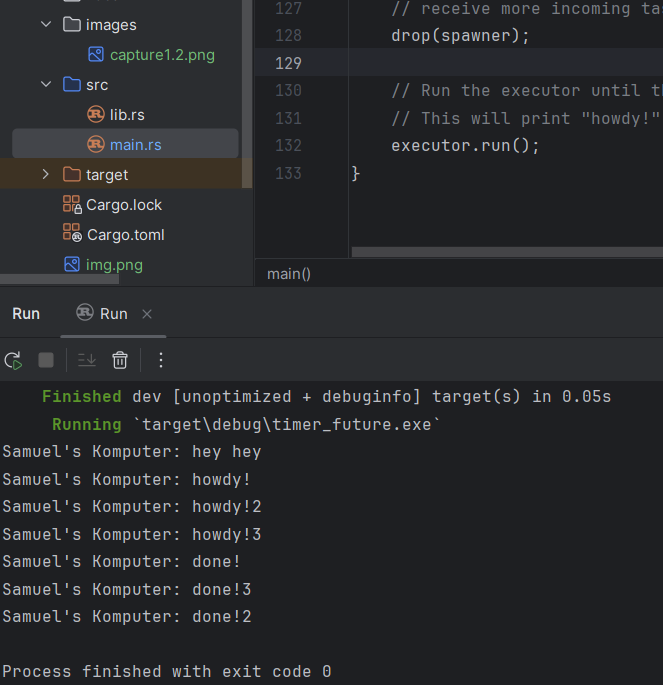 images
capture1.2.png
src
lib.rs
main.rs
target
Cargo.lock
Cargo.toml
img.png
127 // receive more incoming tas
128 drop(spawner);
129
130 // Run the executor until th
131 // This will print "howdy!"
132 executor.run();
133 }
main()
Run Run
Finished dev [unoptimized + debuginfo] target(s) in 0.05s
Running `target\debug\timer_future.exe`
Samuel's Komputer: hey hey
Samuel's Komputer: howdy!
Samuel's Komputer: howdy!2
Samuel's Komputer: howdy!3
Samuel's Komputer: done!
Samuel's Komputer: done!3
Samuel's Komputer: done!2
Process finished with exit code 0